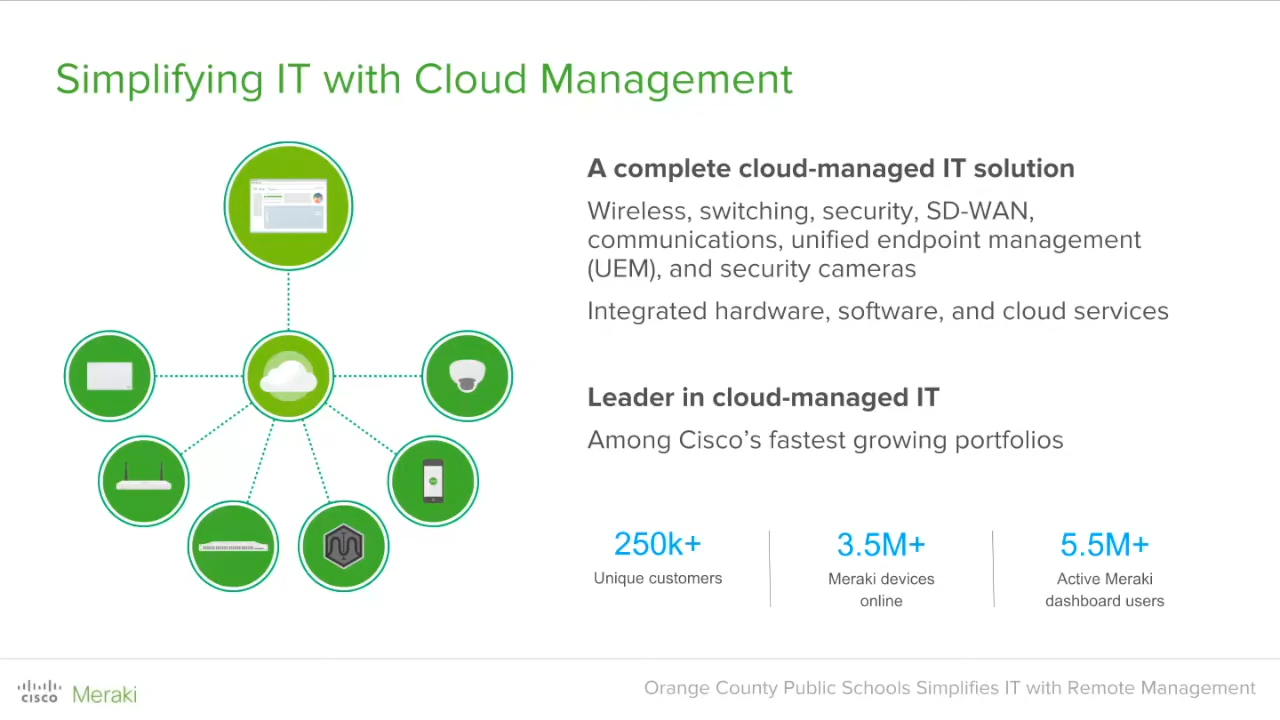 Simplifying IT with Cloud Management
A complete cloud-managed IT solution
Wireless, switching, security, SD-WAN,
communications, unified endpoint management
(UEM), and security cameras
Integrated hardware, software, and cloud services
Leader in cloud-managed IT
Among Cisco’s fastest growing portfolios
250k+
Unique customers
3.5M+
Meraki devices
online
5.5M+
Active Meraki
dashboard users
CISCO Meraki
Orange County Public Schools Simplifies IT with Remote Management